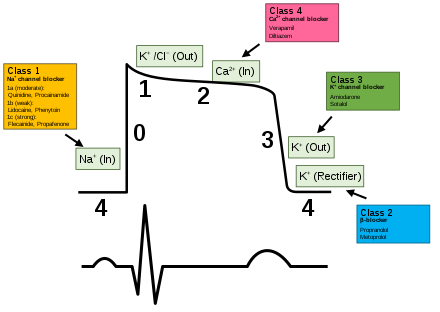 Class 4
Ca²⁺ channel blocker
Verapamil
Diltiazem
K⁺ /Cl⁻ (Out)
Ca²⁺ (In)
Class 1
Na⁺ channel blocker
1a (moderate):
Quinidine, Procainamide
1b (weak):
Lidocaine, Phenytoin
1c (strong):
Flecainide, Propafenone
Class 3
K⁺ channel blocker
Amiodarone
Sotalol
1
2
0
3
Na⁺ (In)
K⁺ (Out)
K⁺ (Rectifier)
4
4
Class 2
β-blocker
Propranolol
Metoprolol